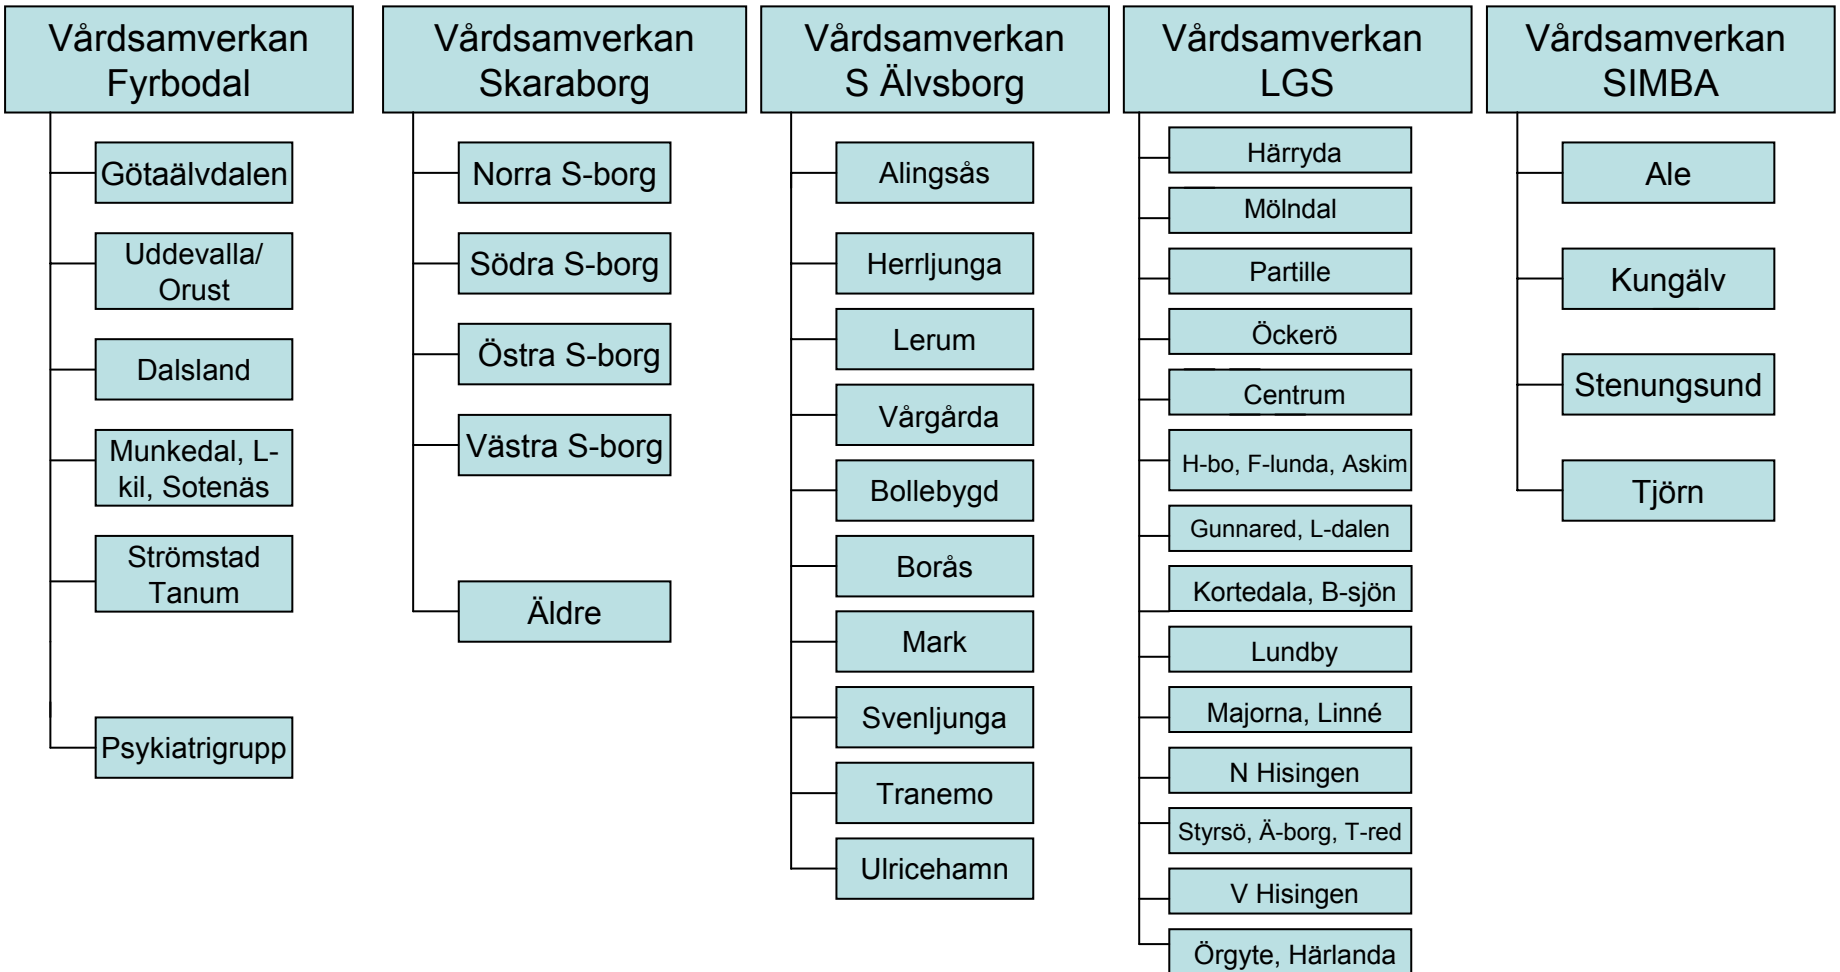 Vårdsamverkan
Fyrbodal
Götaälvdalen
Uddevalla/
Orust
Dalsland
Munkedal, L-
kil, Sotenäs
Strömstad
Tanum
Psykiatrigrupp
Vårdsamverkan
Skaraborg
Norra S-borg
Södra S-borg
Östra S-borg
Västra S-borg
Äldre
Vårdsamverkan
S Älvsborg
Alingsås
Herrljunga
Lerum
Vårgårda
Bollebygd
Borås
Mark
Svenljunga
Tranemo
Ulricehamn
Vårdsamverkan
LGS
Härryda
Mölndal
Partille
Öckerö
Centrum
H-bo, F-lunda, Askim
Gunnared, L-dalen
Kortedala, B-sjön
Lundby
Majorna, Linné
N Hisingen
Styrsö, Ä-borg, T-red
V Hisingen
Örgyte, Härlanda
Vårdsamverkan
SIMBA
Ale
Kungälv
Stenungsund
Tjörn